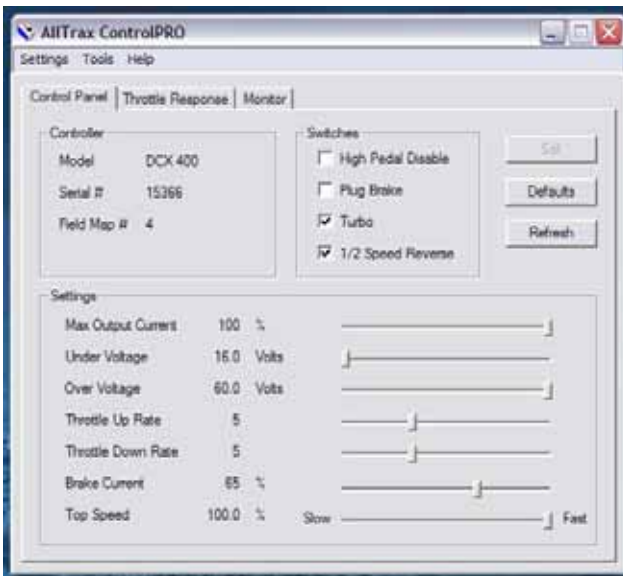 AllTrax ControlPRO
Settings Tools Help
Control Panel Throttle Response Monitor
Controller
Model DCX 400
Serial # 15366
Field Map # 4
Switches
High Pedal Disable
Plug Brake
Turbo
1/2 Speed Reverse
Set
Defaults
Refresh
Settings
Max Output Current 100 %
Under Voltage 16.0 Volts
Over Voltage 60.0 Volts
Throttle Up Rate 5
Throttle Down Rate 5
Brake Current 65 %
Top Speed 100.0 % Slow Fast